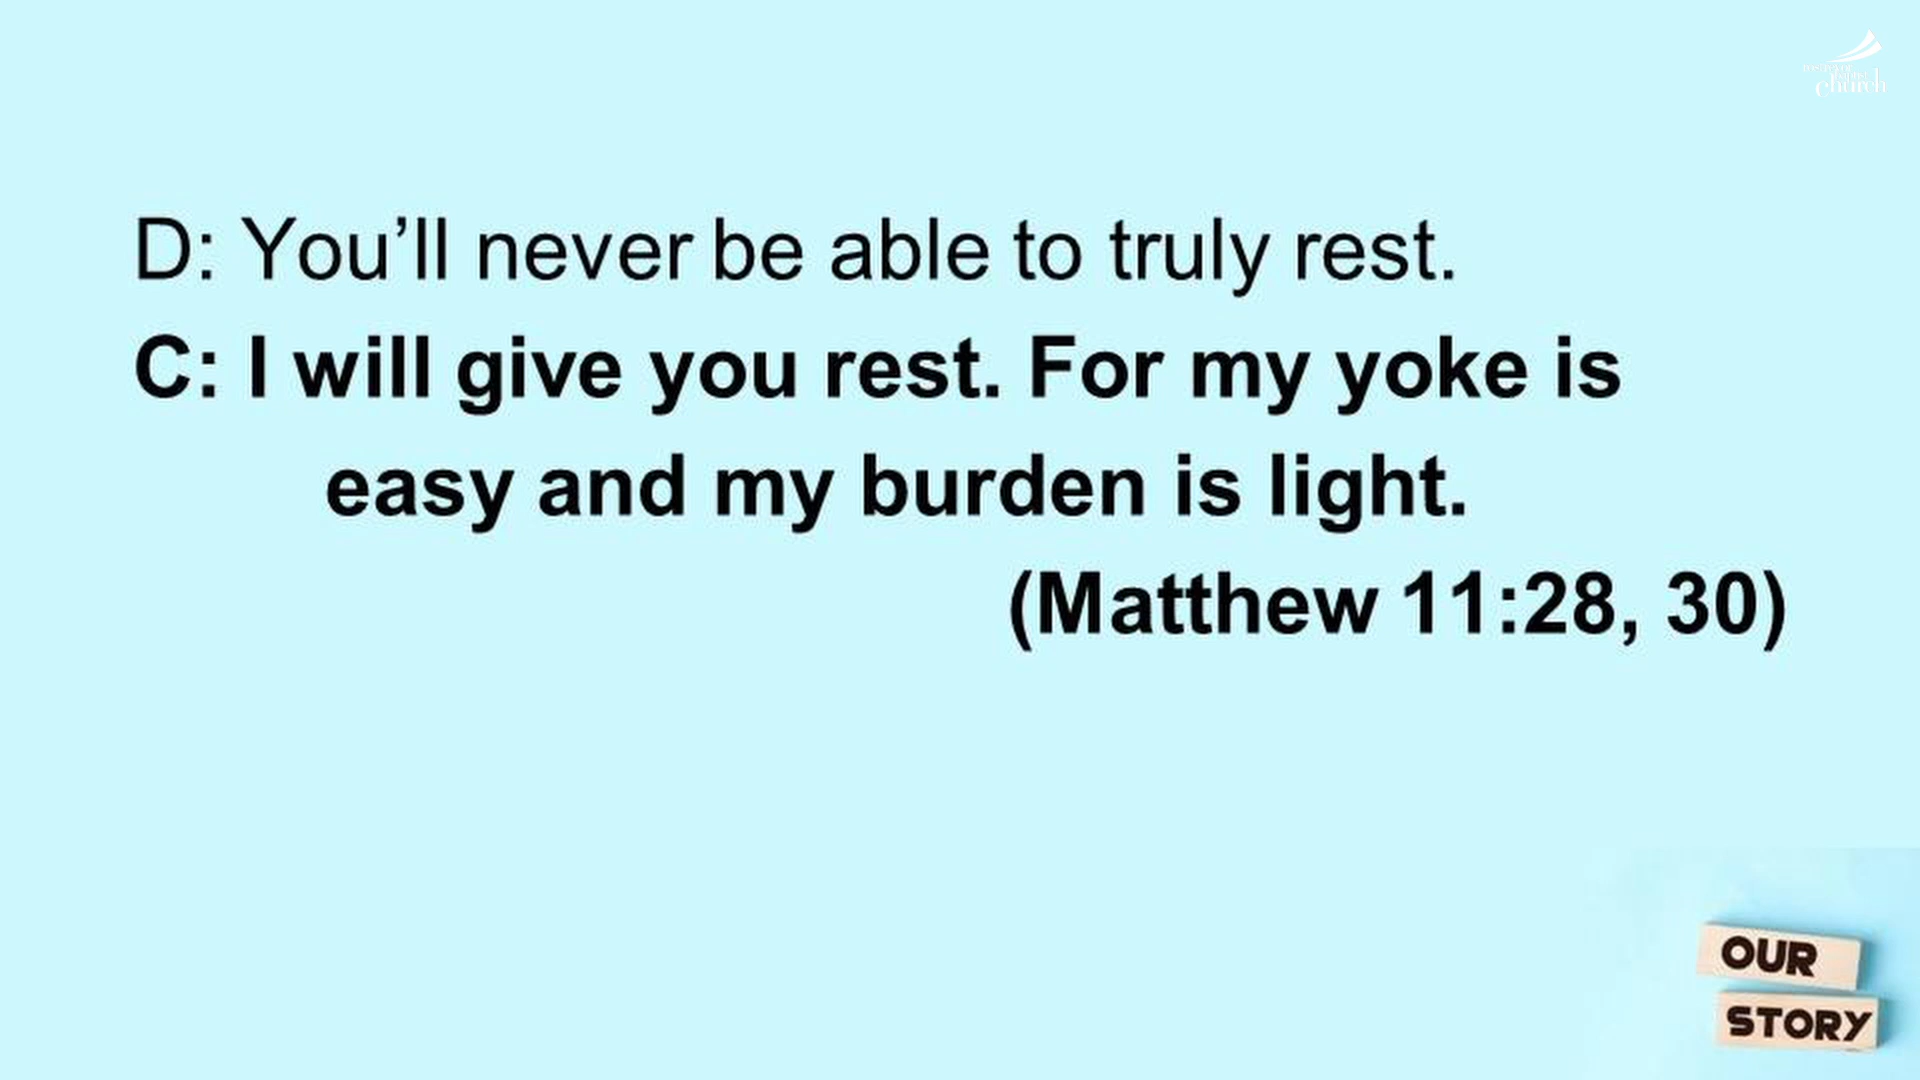 church
D: You’ll never be able to truly rest.
C: I will give you rest. For my yoke is
easy and my burden is light.
(Matthew 11:28, 30)
OUR
STORY